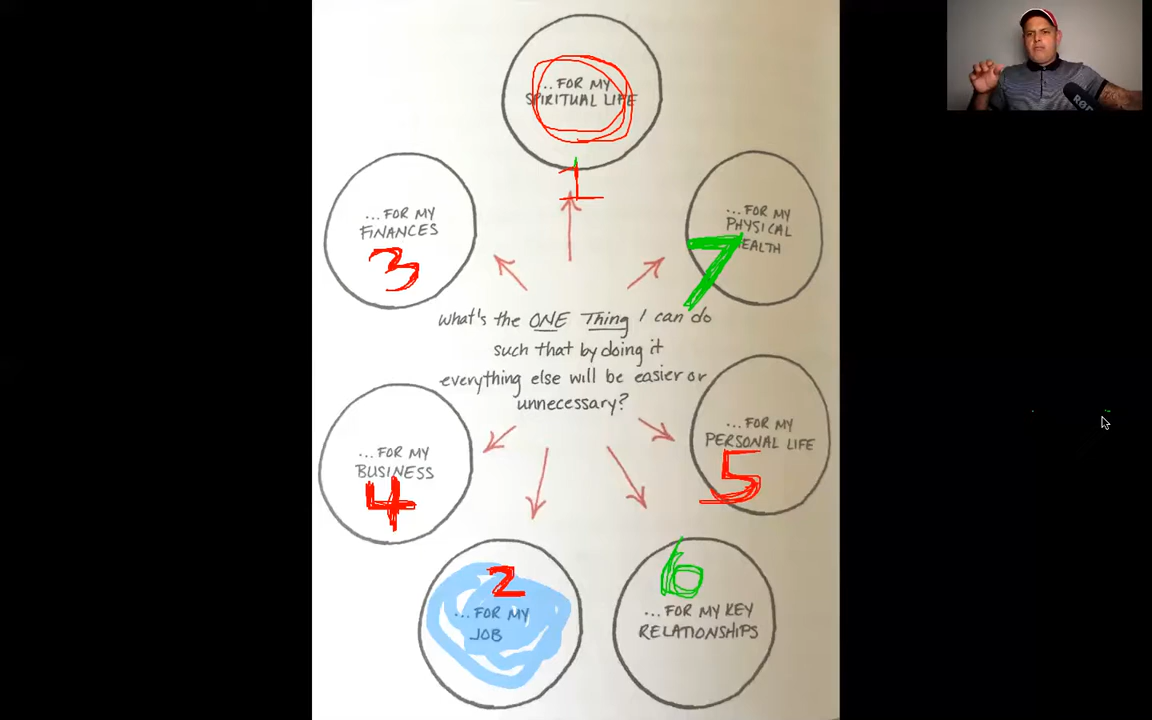 ...FOR MY
SPIRITUAL LIFE
1
...FOR MY
FINANCES
3
...FOR MY
PHYSICAL
HEALTH
7
What's the ONE Thing I can do
such that by doing it
everything else will be easier or
unnecessary?
...FOR MY
BUSINESS
4
...FOR MY
PERSONAL LIFE
5
2
...FOR MY
JOB
6
...FOR MY KEY
RELATIONSHIPS